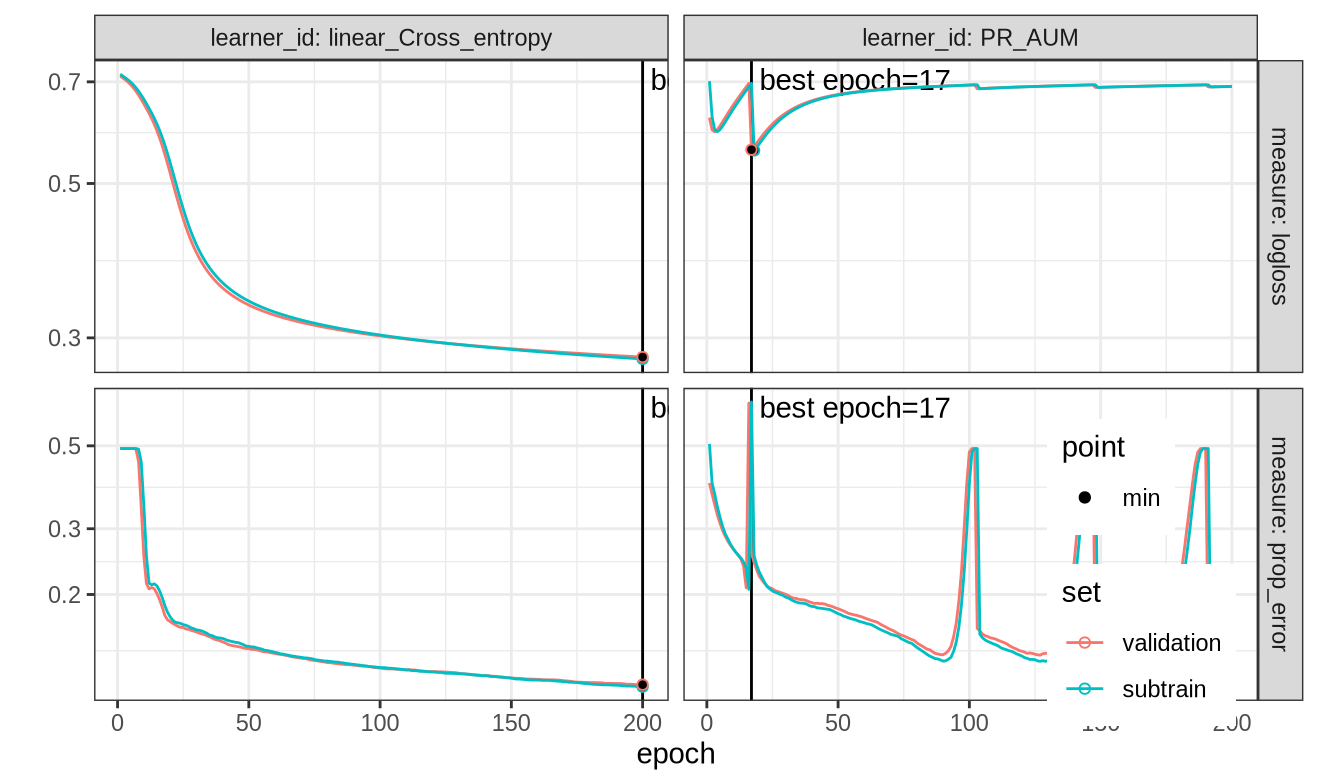 learner_id: linear_Cross_entropy
learner_id: PR_AUM
0.7
0.5
0.3
b
best epoch=17
measure: logloss
0.5
0.3
0.2
b
best epoch=17
measure: prop_error
point
min
set
validation
subtrain
0 50 100 150 200
0 50 100 150 200
epoch